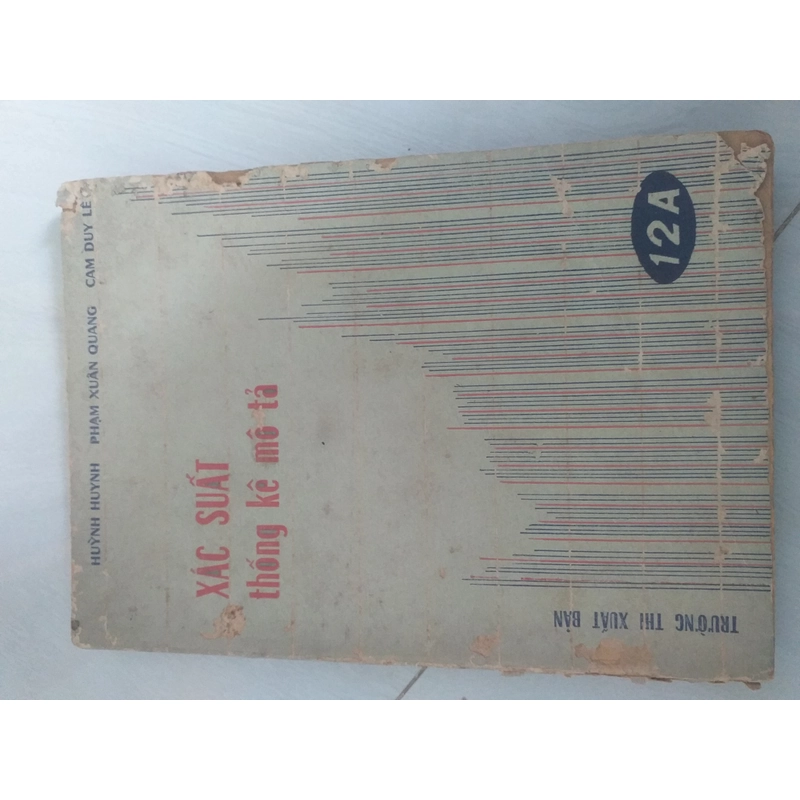 HUỲNH HUYNH PHẠM XUÂN QUANG CAM DUY LỄ
XÁC SUẤT
thống kê mô tả
12A
TRƯỜNG THI XUẤT BẢN